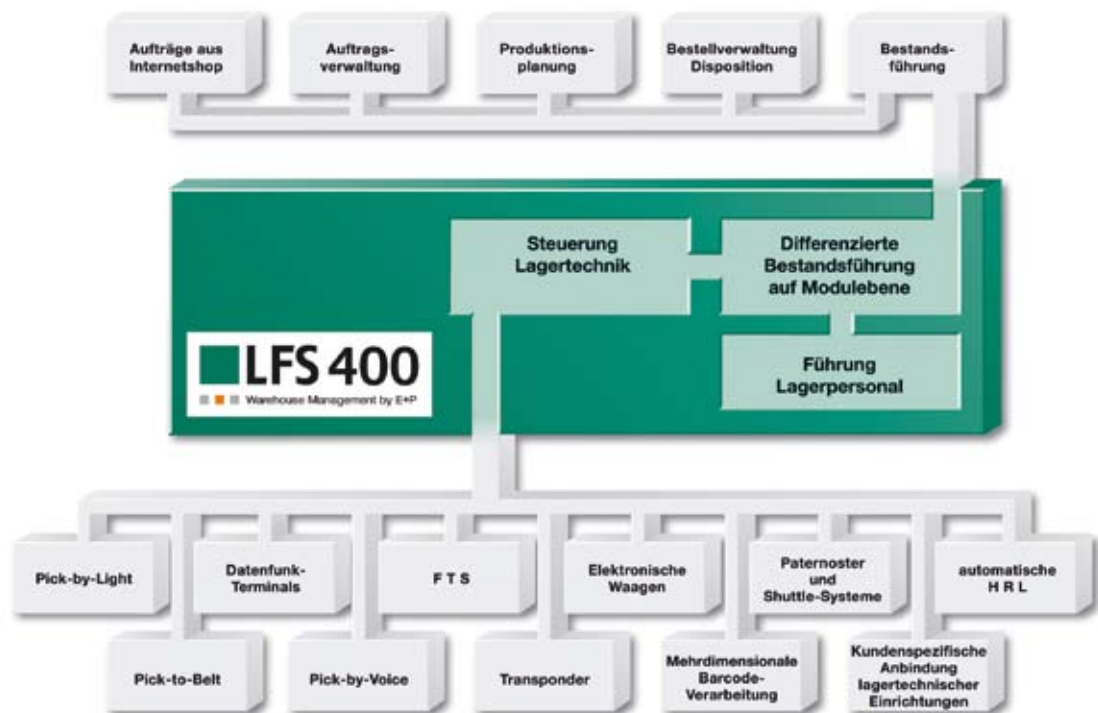 Aufträge aus
Internetshop
Auftrags-
verwaltung
Produktions-
planung
Bestellverwaltung
Disposition
Bestands-
führung
Steuerung
Lagertechnik
Differenzierte
Bestandsführung
auf Modulebene
Führung
Lagerpersonal
LFS 400
Warehouse Management by E+P
Pick-by-Light
Datenfunk-
Terminals
F T S
Elektronische
Waagen
Paternoster
und
Shuttle-Systeme
automatische
H R L
Pick-to-Belt
Pick-by-Voice
Transponder
Mehrdimensionale
Barcode-
Verarbeitung
Kundenspezifische
Anbindung
lagertechnischer
Einrichtungen